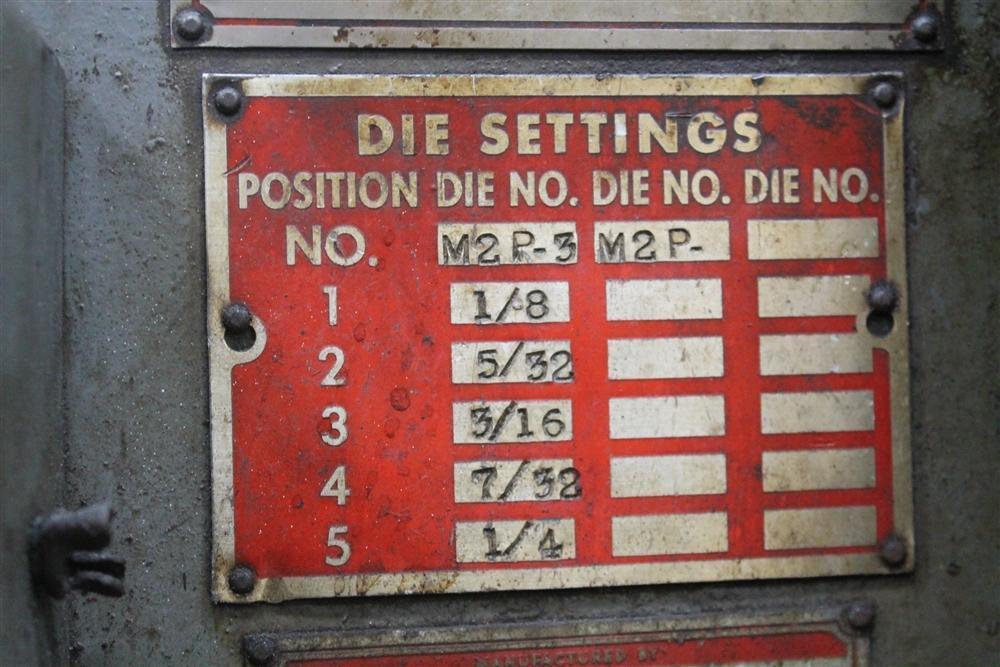 DIE SETTINGS
POSITION DIE NO. DIE NO. DIE NO.
NO. M2R-3 M2P-
1 1/8
2 5/32
3 3/16
4 7/32
5 1/4
MANUFACTURED BY